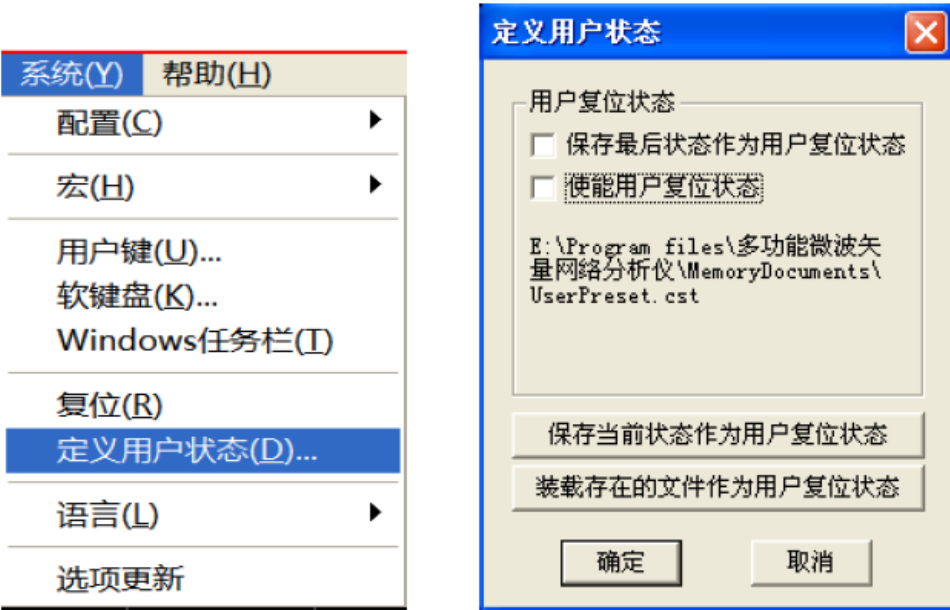 系统(Y) 帮助(H)
配置(C)
宏(H)
用户键(U)...
软键盘(K)...
Windows任务栏(T)
复位(R)
定义用户状态(D)...
语言(L)
选项更新
定义用户状态
用户复位状态
保存最后状态作为用户复位状态
使能用户复位状态
E:\Program files\多功能微波矢
量网络分析仪\MemoryDocuments\
UserPreset.cst
保存当前状态作为用户复位状态
装载存在的文件作为用户复位状态
确定 取消